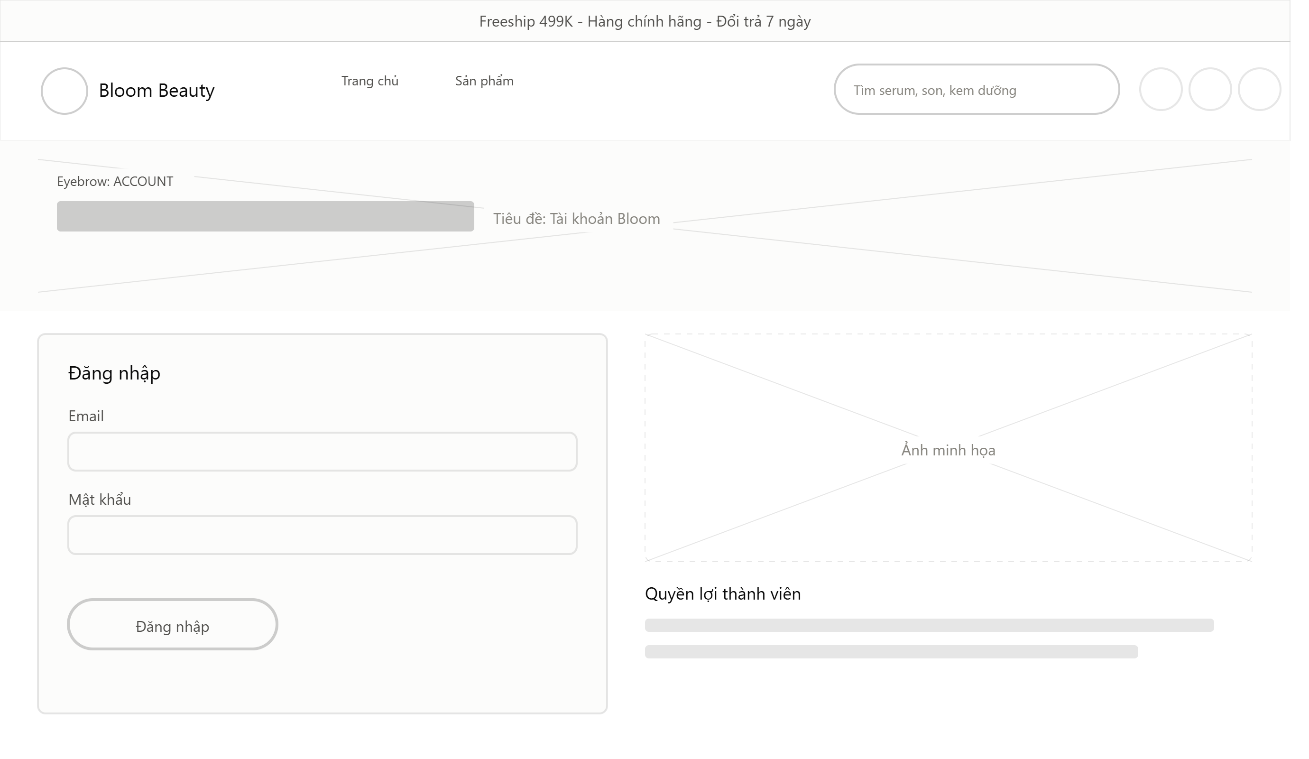 Freeship 499K - Hàng chính hãng - Đổi trả 7 ngày
Bloom Beauty
Trang chủ
Sản phẩm
Tìm serum, son, kem dưỡng
Eyebrow: ACCOUNT
Tiêu đề: Tài khoản Bloom
Đăng nhập
Email
Mật khẩu
Đăng nhập
Ảnh minh họa
Quyền lợi thành viên